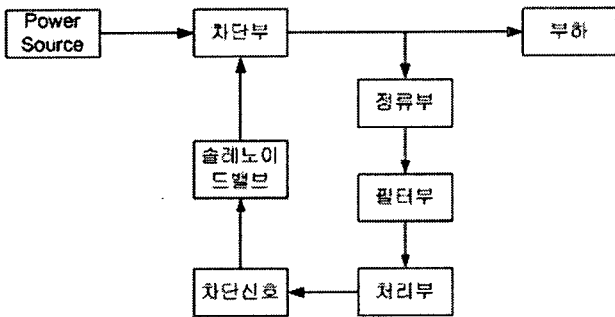 Power
Source
차단부
부하
정류부
솔레노이
드밸브
필터부
차단신호
처리부